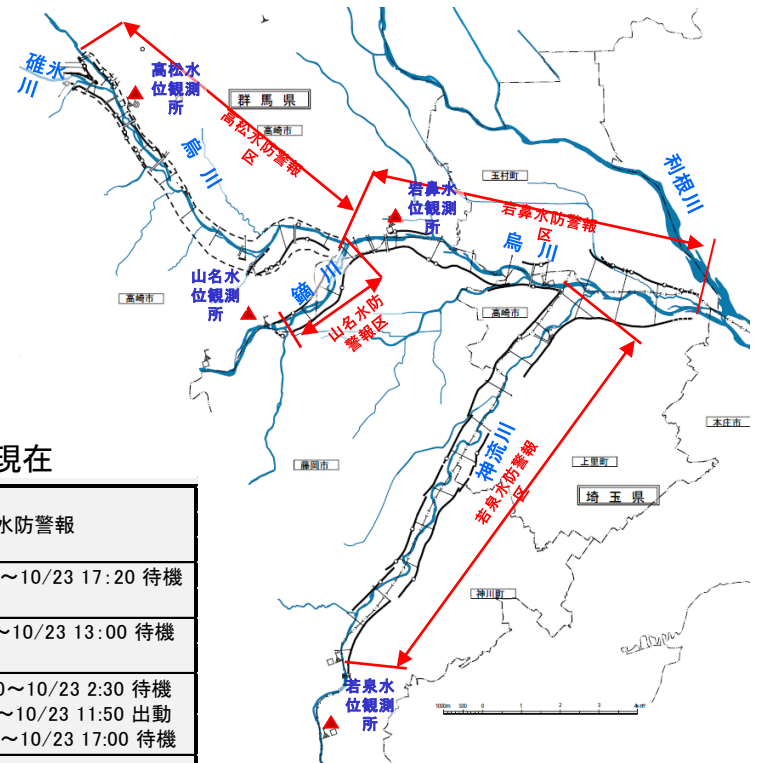 碓氷
川
高松水
位観測
所
群馬県
高崎市
高松水防警報
区
烏川
玉村町
利根川
岩鼻水
位観測
所
岩鼻水防警報
区
烏川
山名水
位観測
所
鏑川
高崎市
山名水防
警報区
高崎市
本庄市
現在
藤岡市
神流川
若泉水防警報
区
上里町
埼玉県
水防警報
～10/23 17:20 待機
～10/23 13:00 待機
神川町
0～10/23 2:30 待機
～10/23 11:50 出動
～10/23 17:00 待機
若泉水
位観測
所
1000m 500 0 1 2 3